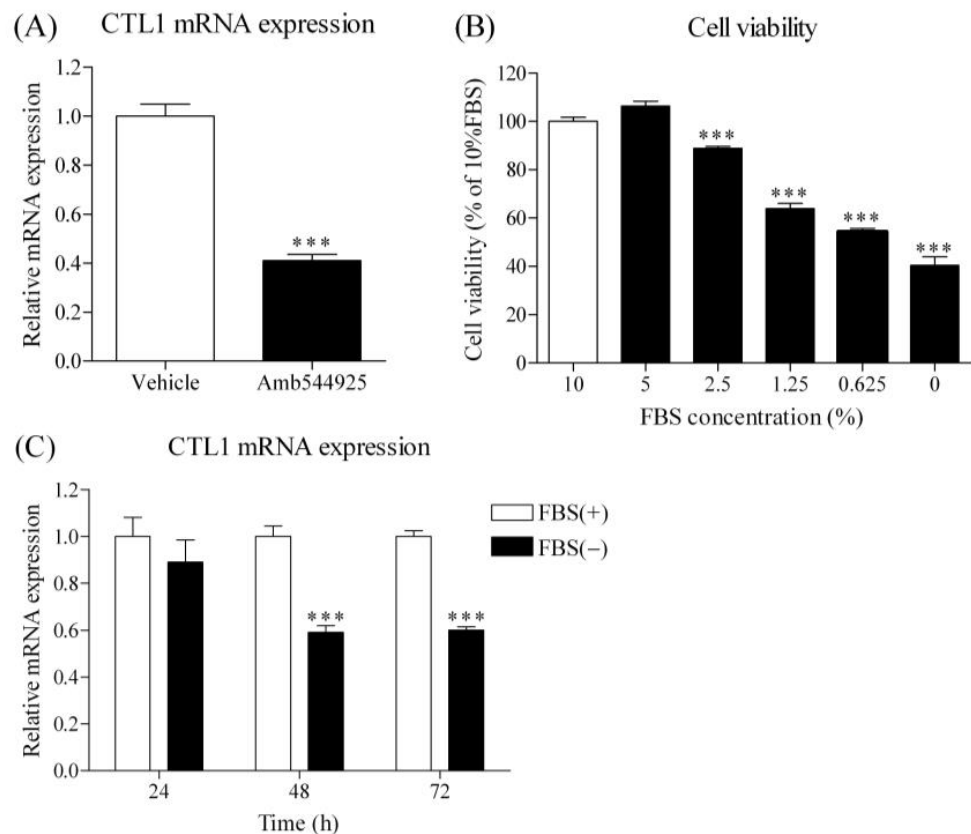 (A) CTL1 mRNA expression
Relative mRNA expression
1.2
1.0
0.8
0.6
0.4
0.2
0.0
***
Vehicle Amb544925
(B) Cell viability
Cell viability (% of 10%FBS)
120
100
80
60
40
20
0
***
***
***
***
10 5 2.5 1.25 0.625 0
FBS concentration (%)
(C) CTL1 mRNA expression
Relative mRNA expression
1.2
1.0
0.8
0.6
0.4
0.2
0.0
*** ***
24 48 72
Time (h)
FBS(+)
FBS(−)